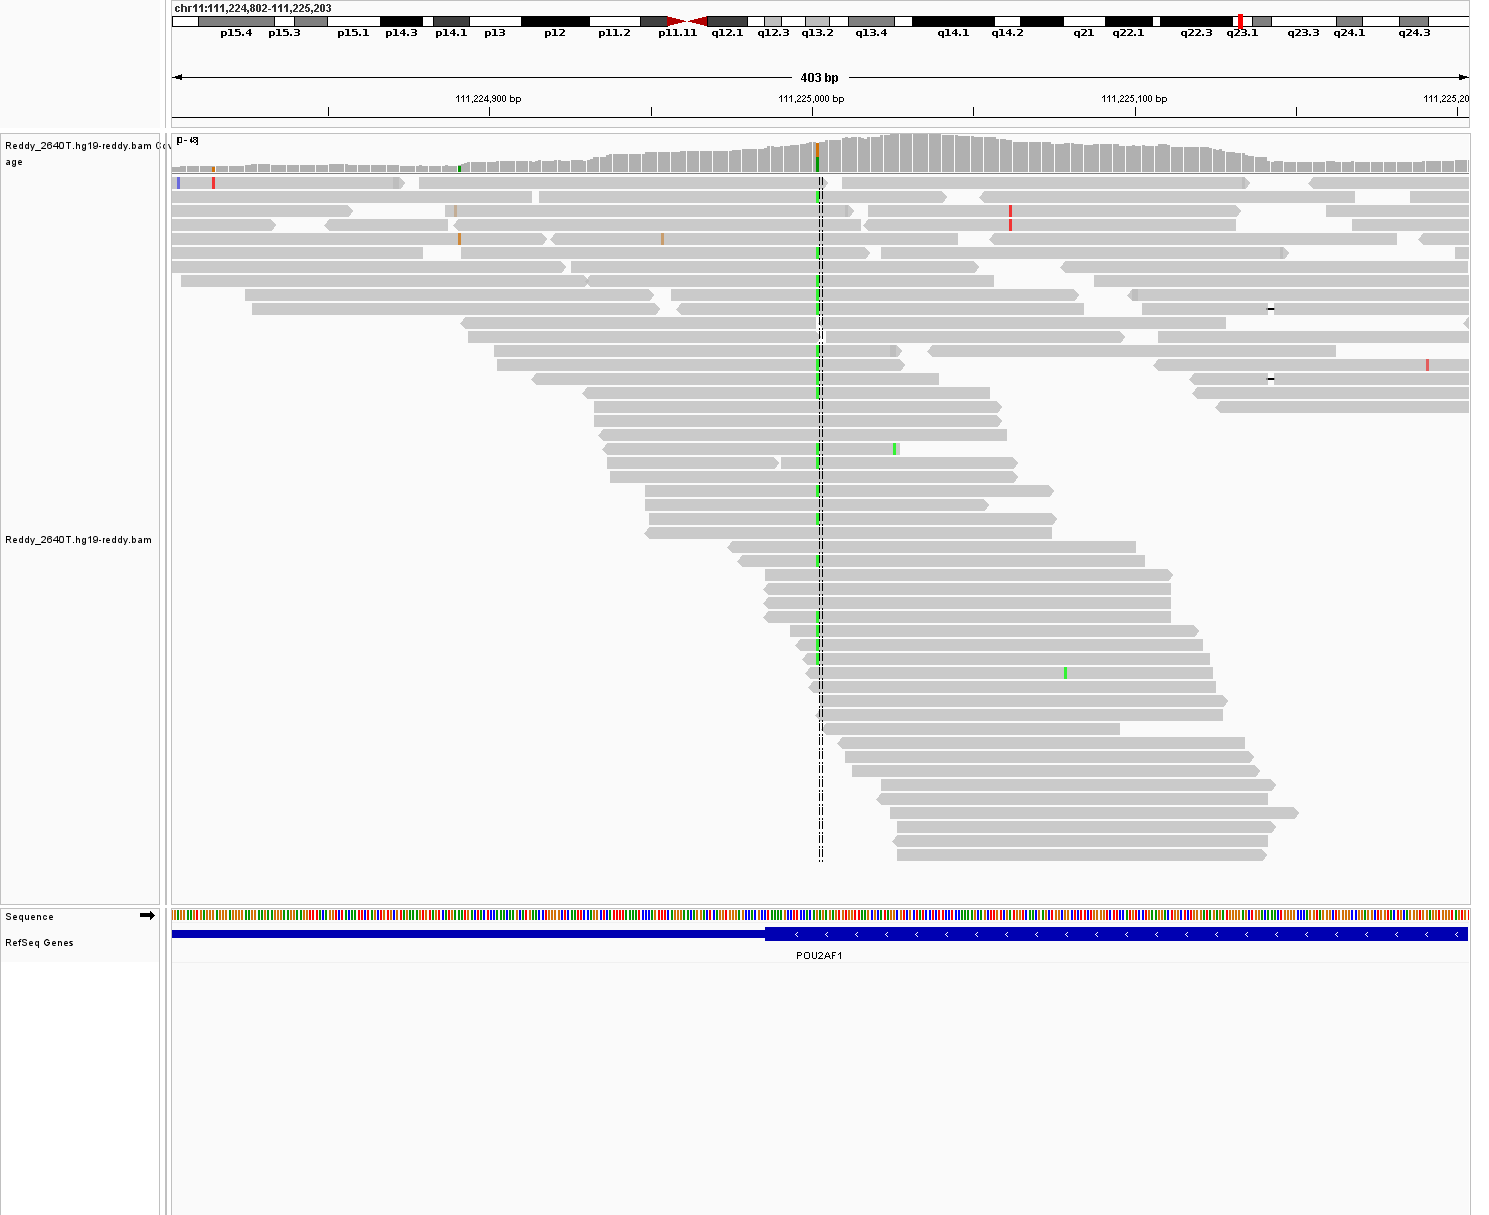 chr11:111,224,802-111,225,203
p15.4 p15.3 p15.1 p14.3 p14.1 p13 p12 p11.2 p11.11 q12.1 q12.3 q13.2 q13.4 q14.1 q14.2 q21 q22.1 q22.3 q23.1 q23.3 q24.1 q24.3
403 bp
111,224,900 bp 111,225,000 bp 111,225,100 bp 111,225,20
Reddy_2640T.hg19-reddy.bam Cov
age
Reddy_2640T.hg19-reddy.bam
Sequence
RefSeq Genes
POU2AF1